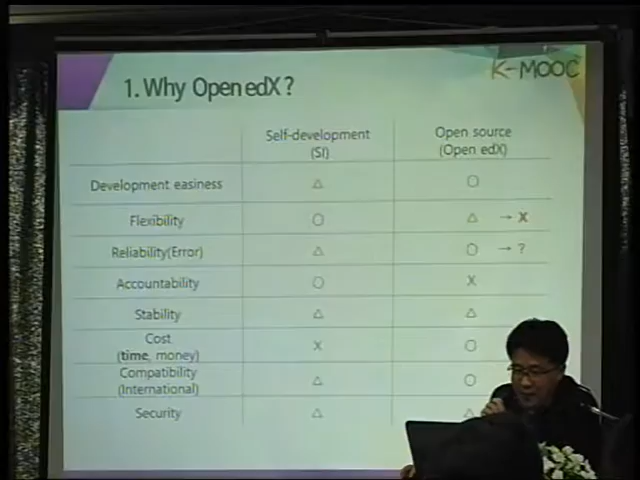 K-MOOC
1. Why Open edX?
Self-development
(SI)
Open source
(Open edX)
Development easiness △ ○
Flexibility ○ △ → X
Reliability(Error) △ ○ → ?
Accountability ○ X
Stability △ △
Cost
(time, money) X ○
Compatibility
(International) △ ○
Security △ △